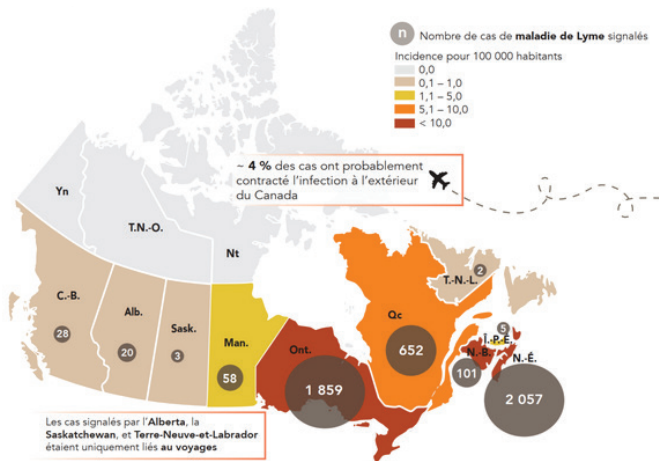 n Nombre de cas de maladie de Lyme signalés
Incidence pour 100 000 habitants
0,0
0,1 – 1,0
1,1 – 5,0
5,1 – 10,0
< 10,0
~ 4 % des cas ont probablement
contracté l'infection à l'extérieur
du Canada
Yn
T.N.-O.
Nt
C.-B.
28
Alb.
20
Sask.
3
Man.
58
Ont.
1 859
Qc
652
T.-N.-L.
2
5
Î.-P.-É.
N.-B.
101
N.-É.
2 057
Les cas signalés par l'Alberta, la
Saskatchewan, et Terre-Neuve-et-Labrador
étaient uniquement liés au voyages